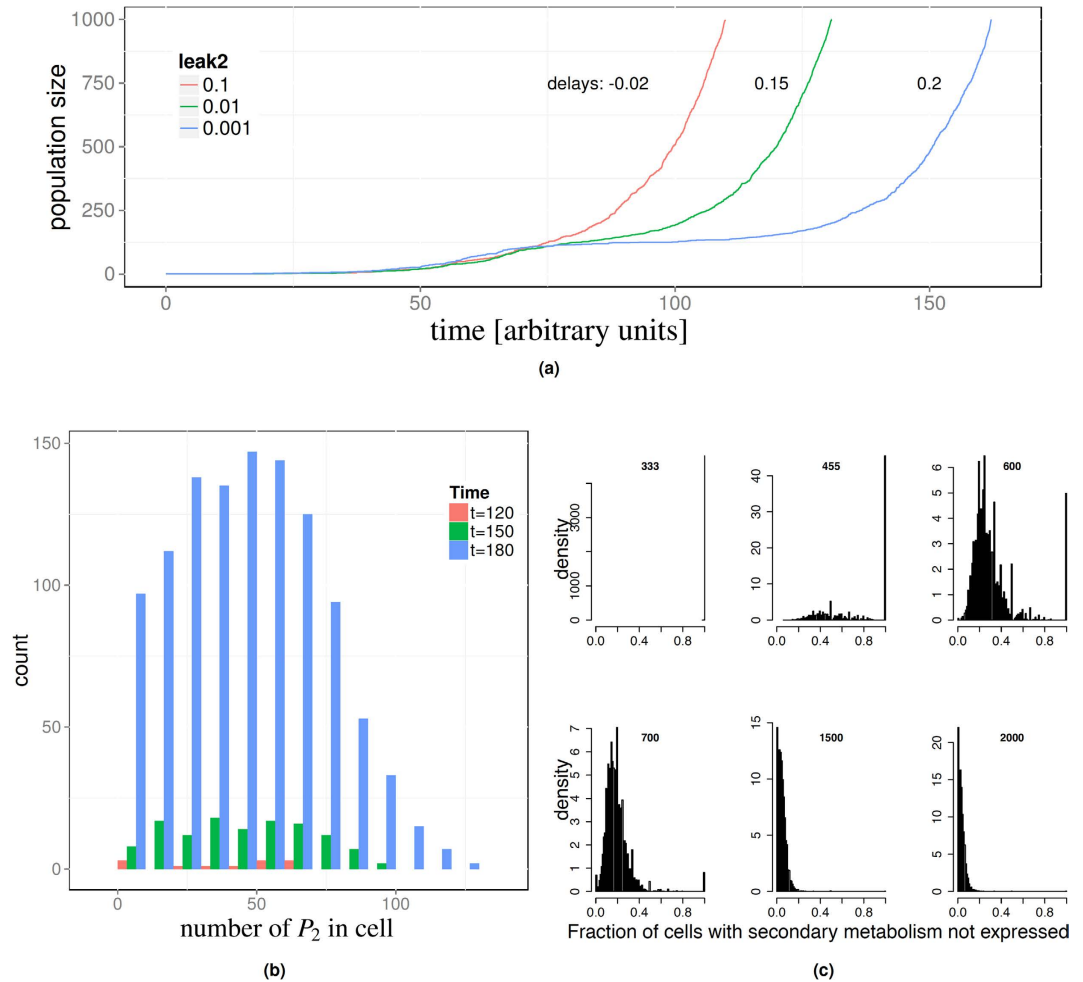 1000
750
500
250
0
population size
leak2
0.1
0.01
0.001
delays: -0.02
0.15
0.2
0
50
100
150
time [arbitrary units]
(a)
150
100
50
0
count
Time
t=120
t=150
t=180
0
50
100
number of P₂ in cell
(b)
333
0 1000 3000
density
0.0 0.4 0.8
455
0 10 20 30 40
0.0 0.4 0.8
600
0 1 2 3 4 5 6
0.0 0.4 0.8
700
0 1 2 3 4 5 6 7
density
0.0 0.4 0.8
1500
0 5 10 15
0.0 0.4 0.8
2000
0 5 10 15 20
0.0 0.4 0.8
Fraction of cells with secondary metabolism not expressed
(c)